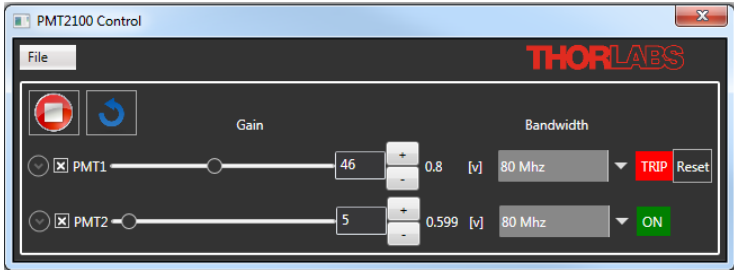 PMT2100 Control
File
THORLABS
Gain Bandwidth
PMT1 46 + - 0.8 [v] 80 Mhz TRIP Reset
PMT2 5 + - 0.599 [v] 80 Mhz ON